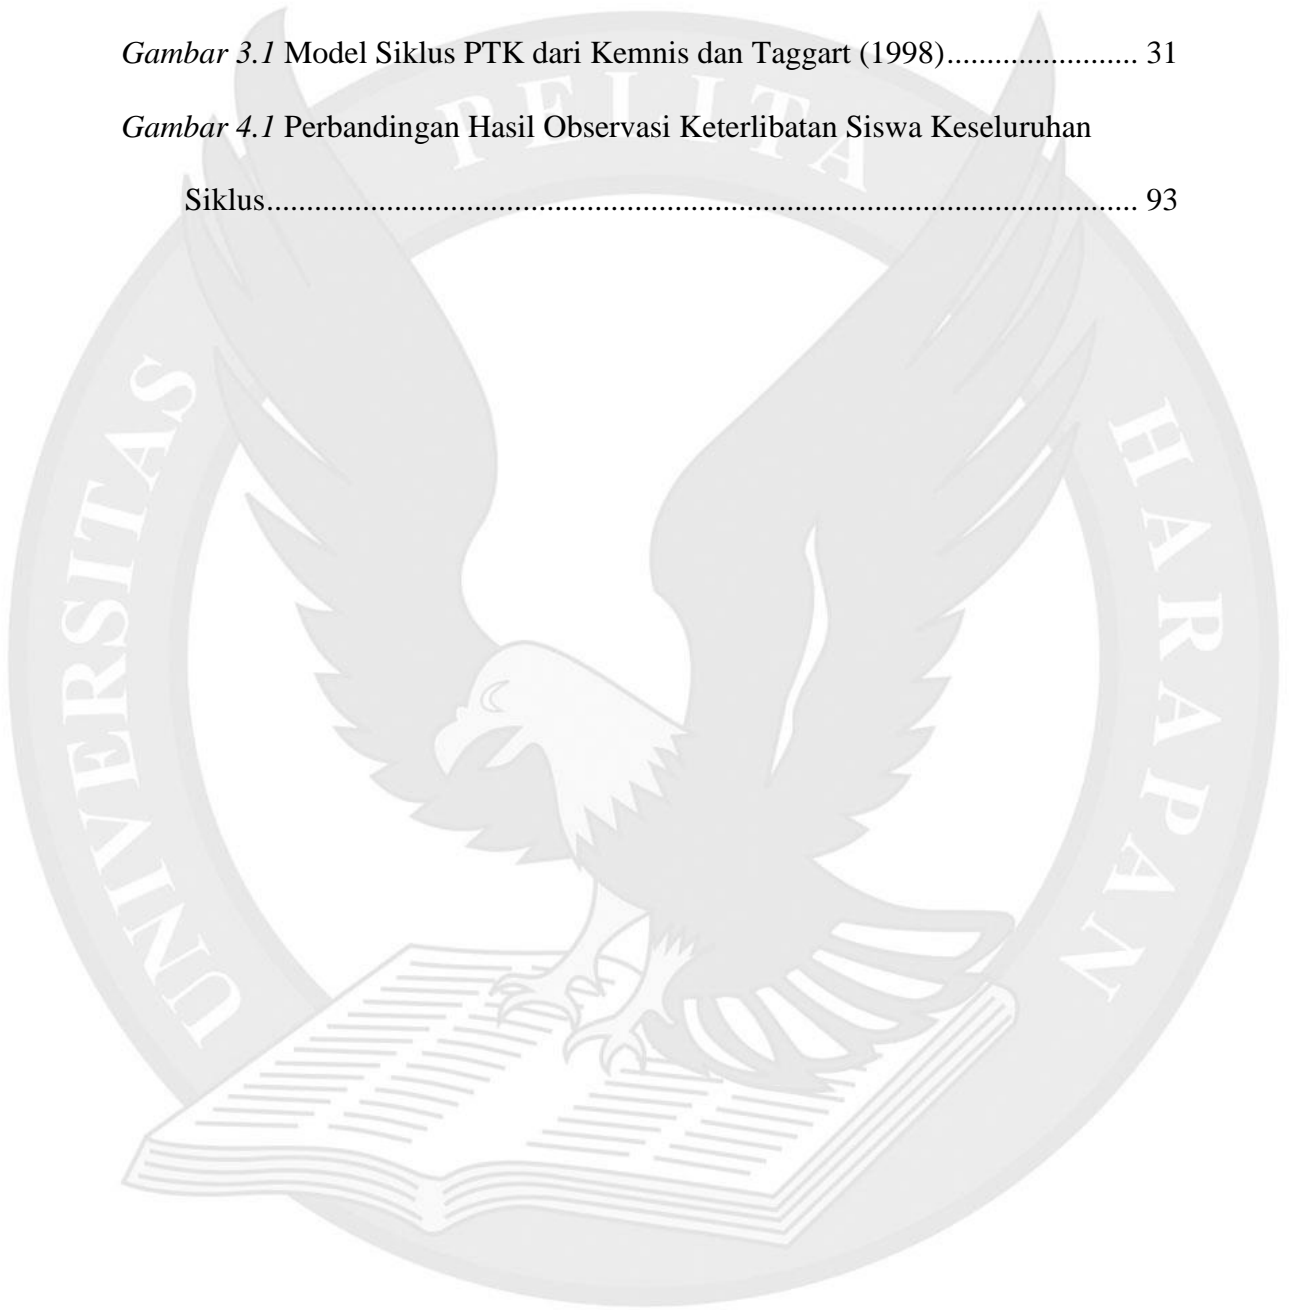 Gambar 3.1 Model Siklus PTK dari Kemnis dan Taggart (1998)........................ 31
Gambar 4.1 Perbandingan Hasil Observasi Keterlibatan Siswa Keseluruhan
Siklus............................................................................................................. 93
UNIVERSITAS PELITA HARAPAN